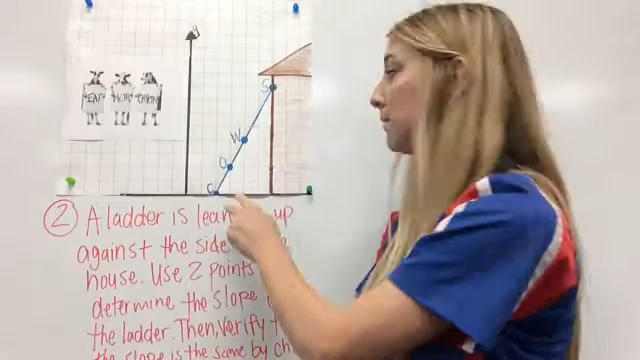 S
W
O
C
"EAT MOR CHIKIN"
② A ladder is leaning up
against the side
house. Use 2 points
determine the slope
the ladder. Then, verify
the slope is the same by